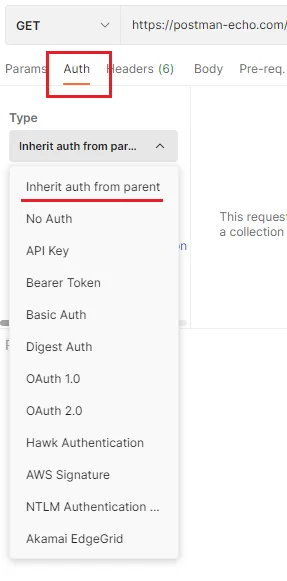 GET https://postman-echo.com/
Params Auth Headers (6) Body Pre-req.
Type
Inherit auth from par...
Inherit auth from parent
This request
a collection
No Auth
API Key
Bearer Token
Basic Auth
Digest Auth
OAuth 1.0
OAuth 2.0
Hawk Authentication
AWS Signature
NTLM Authentication ...
Akamai EdgeGrid